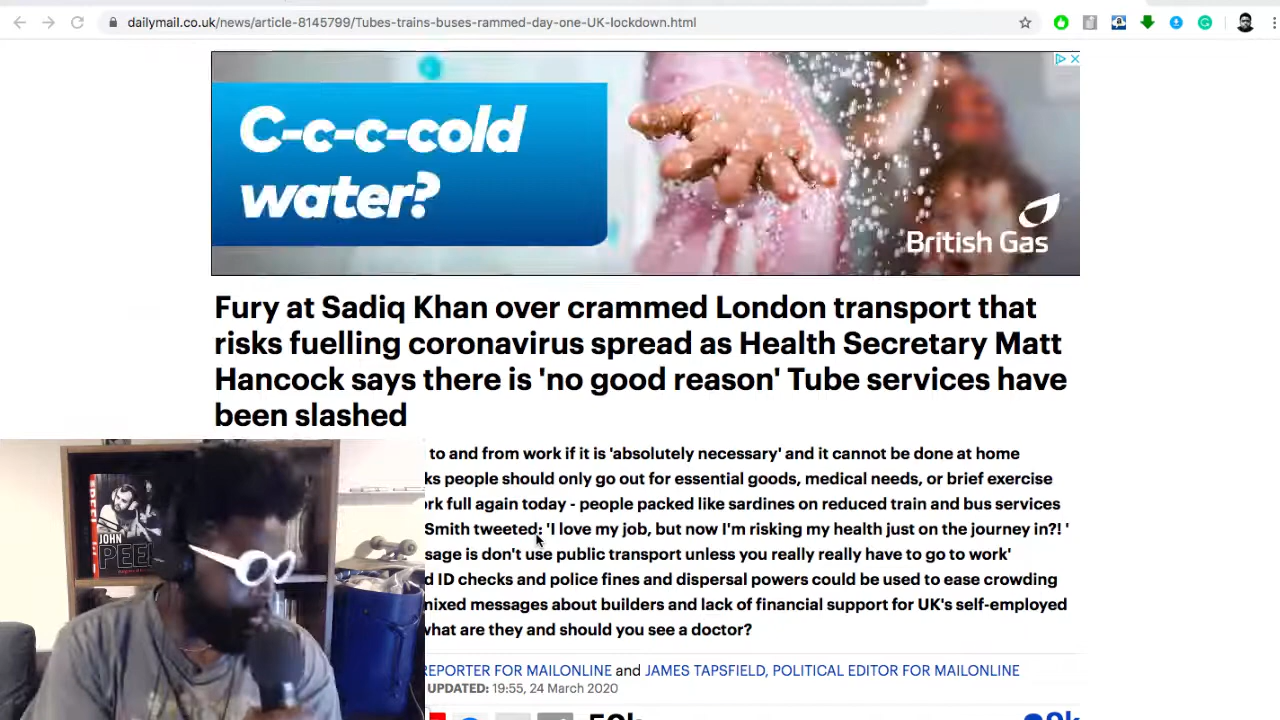 dailymail.co.uk/news/article-8145799/Tubes-trains-buses-rammed-day-one-UK-lockdown.html
C-c-c-cold
water?
British Gas
Fury at Sadiq Khan over crammed London transport that
risks fuelling coronavirus spread as Health Secretary Matt
Hancock says there is 'no good reason' Tube services have
been slashed
to and from work if it is 'absolutely necessary' and it cannot be done at home
people should only go out for essential goods, medical needs, or brief exercise
full again today - people packed like sardines on reduced train and bus services
Smith tweeted: 'I love my job, but now I'm risking my health just on the journey in?! '
is don't use public transport unless you really really have to go to work'
ID checks and police fines and dispersal powers could be used to ease crowding
messages about builders and lack of financial support for UK's self-employed
what are they and should you see a doctor?
REPORTER FOR MAILONLINE and JAMES TAPSFIELD, POLITICAL EDITOR FOR MAILONLINE
UPDATED: 19:55, 24 March 2020
JOHN
PEEL